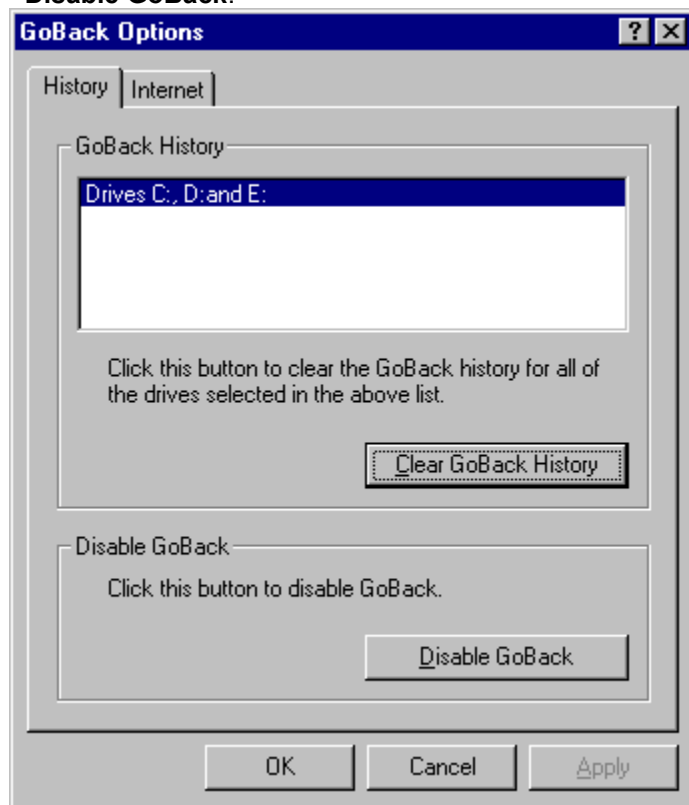 Disable GoBack.
GoBack Options
History
Internet
GoBack History
Drives C:, D:and E:
Click this button to clear the GoBack history for all of
the drives selected in the above list.
Clear GoBack History
Disable GoBack
Click this button to disable GoBack.
Disable GoBack
OK
Cancel
Apply